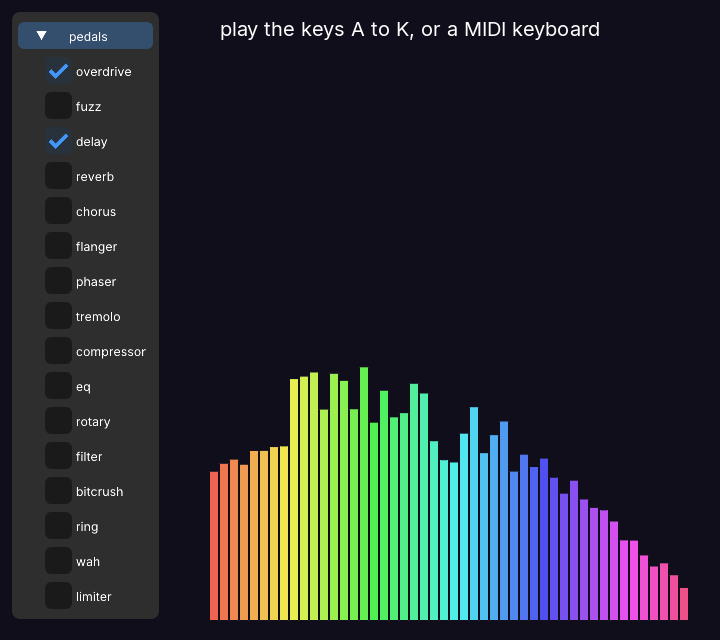 play the keys A to K, or a MIDI keyboard
pedals
overdrive
fuzz
delay
reverb
chorus
flanger
phaser
tremolo
compressor
eq
rotary
filter
bitcrush
ring
wah
limiter